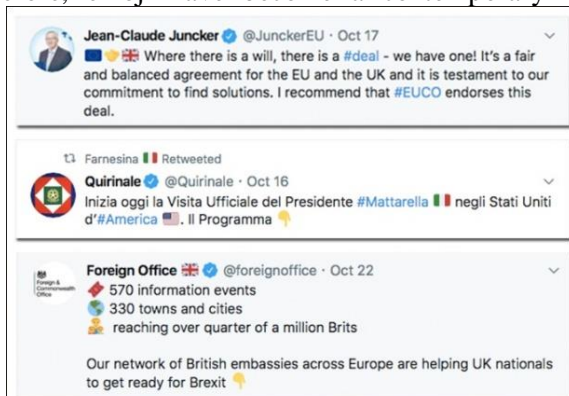 Jean-Claude Juncker @JunckerEU · Oct 17
🇪🇺🤝🇬🇧 Where there is a will, there is a #deal - we have one! It's a fair
and balanced agreement for the EU and the UK and it is testament to our
commitment to find solutions. I recommend that #EUCO endorses this
deal.
Farnesina 🇮🇹 Retweeted
Quirinale @Quirinale · Oct 16
Inizia oggi la Visita Ufficiale del Presidente #Mattarella 🇮🇹 negli Stati Uniti
d'#America 🇺🇸. Il Programma 👇
Foreign &
Commonwealth
Office
Foreign Office 🇬🇧 @foreignoffice · Oct 22
570 information events
330 towns and cities
reaching over quarter of a million Brits
Our network of British embassies across Europe are helping UK nationals
to get ready for Brexit 👇